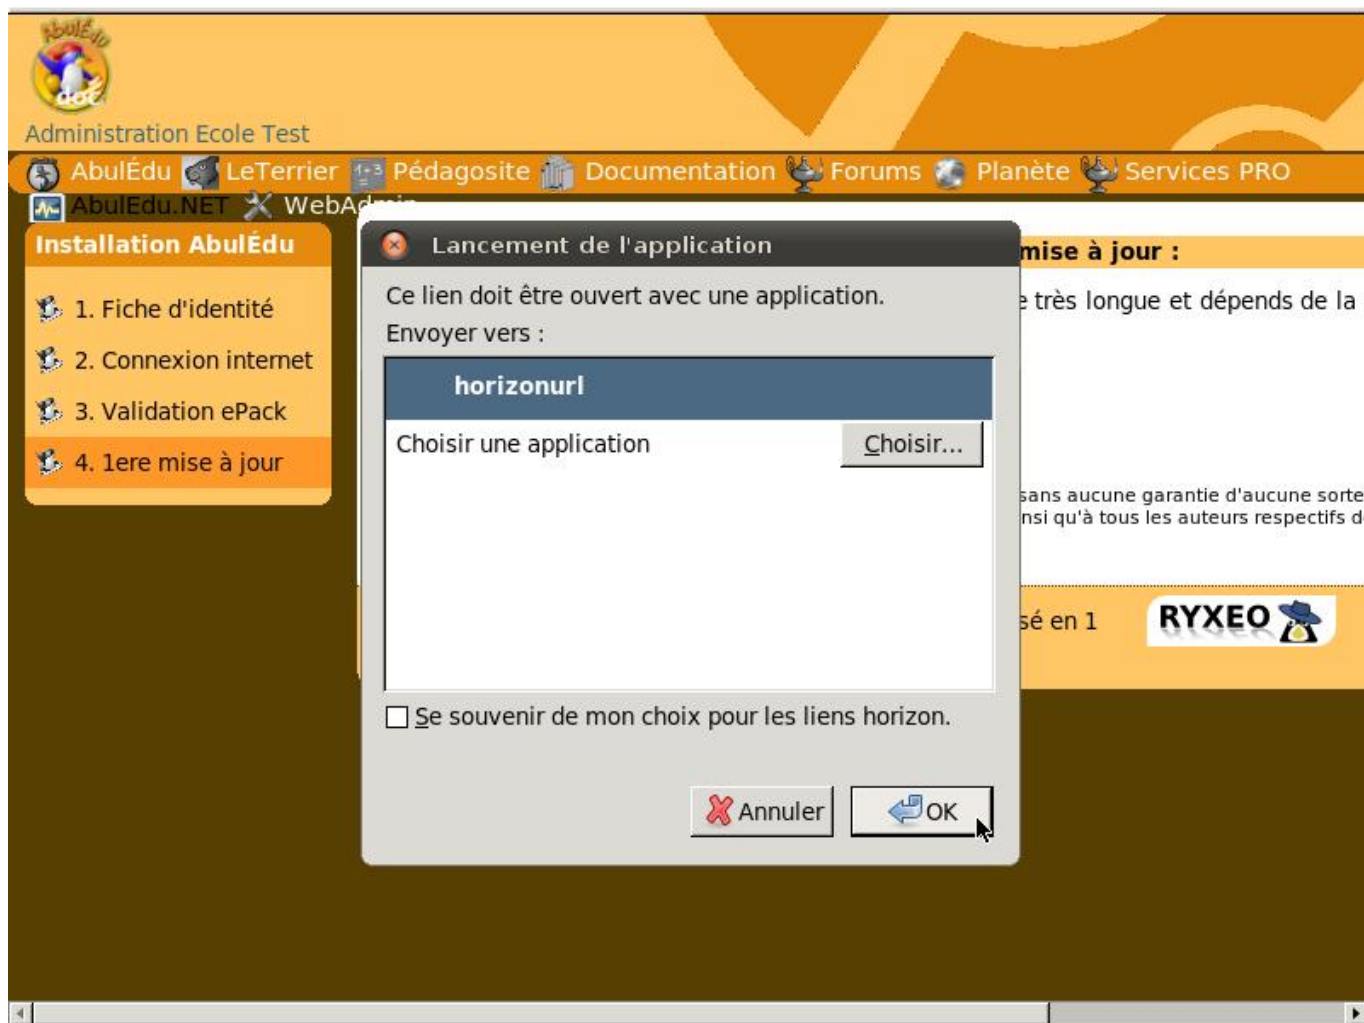 AbulÉdu
doc
Administration Ecole Test
AbulÉdu LeTerrier Pédagosite Documentation Forums Planète Services PRO
AbulEdu.NET WebAdmin
Installation AbulÉdu
1. Fiche d'identité
2. Connexion internet
3. Validation ePack
4. 1ere mise à jour
Lancement de l'application
Ce lien doit être ouvert avec une application.
Envoyer vers :
horizonurl
Choisir une application Choisir...
Se souvenir de mon choix pour les liens horizon.
Annuler OK
mise à jour :
très longue et dépends de la
sans aucune garantie d'aucune sorte
nsi qu'à tous les auteurs respectifs d
sé en 1
RYXEO